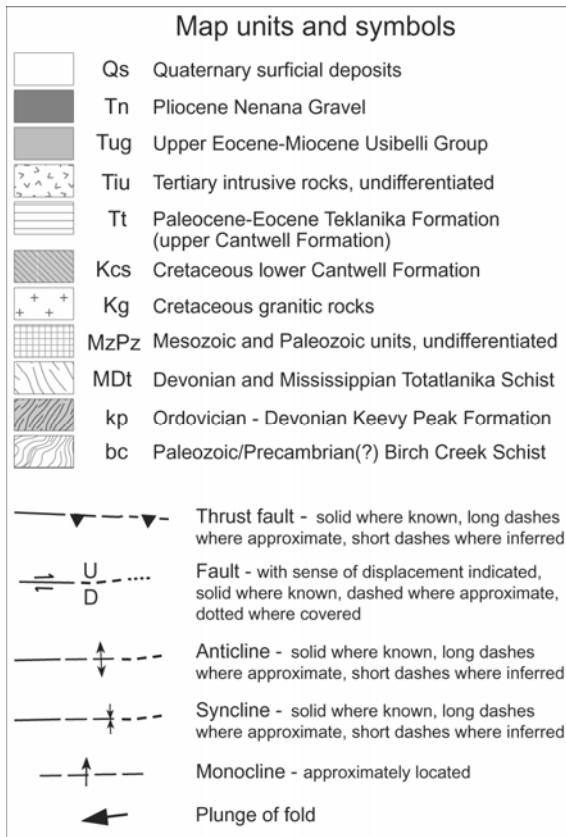 Map units and symbols
Qs Quaternary surficial deposits
Tn Pliocene Nenana Gravel
Tug Upper Eocene-Miocene Usibelli Group
Tiu Tertiary intrusive rocks, undifferentiated
Tt Paleocene-Eocene Teklanika Formation
(upper Cantwell Formation)
Kcs Cretaceous lower Cantwell Formation
Kg Cretaceous granitic rocks
MzPz Mesozoic and Paleozoic units, undifferentiated
MDt Devonian and Mississippian Totatlanika Schist
kp Ordovician - Devonian Keevy Peak Formation
bc Paleozoic/Precambrian(?) Birch Creek Schist
Thrust fault - solid where known, long dashes
where approximate, short dashes where inferred
U
D
Fault - with sense of displacement indicated,
solid where known, dashed where approximate,
dotted where covered
Anticline - solid where known, long dashes
where approximate, short dashes where inferred
Syncline - solid where known, long dashes
where approximate, short dashes where inferred
Monocline - approximately located
Plunge of fold